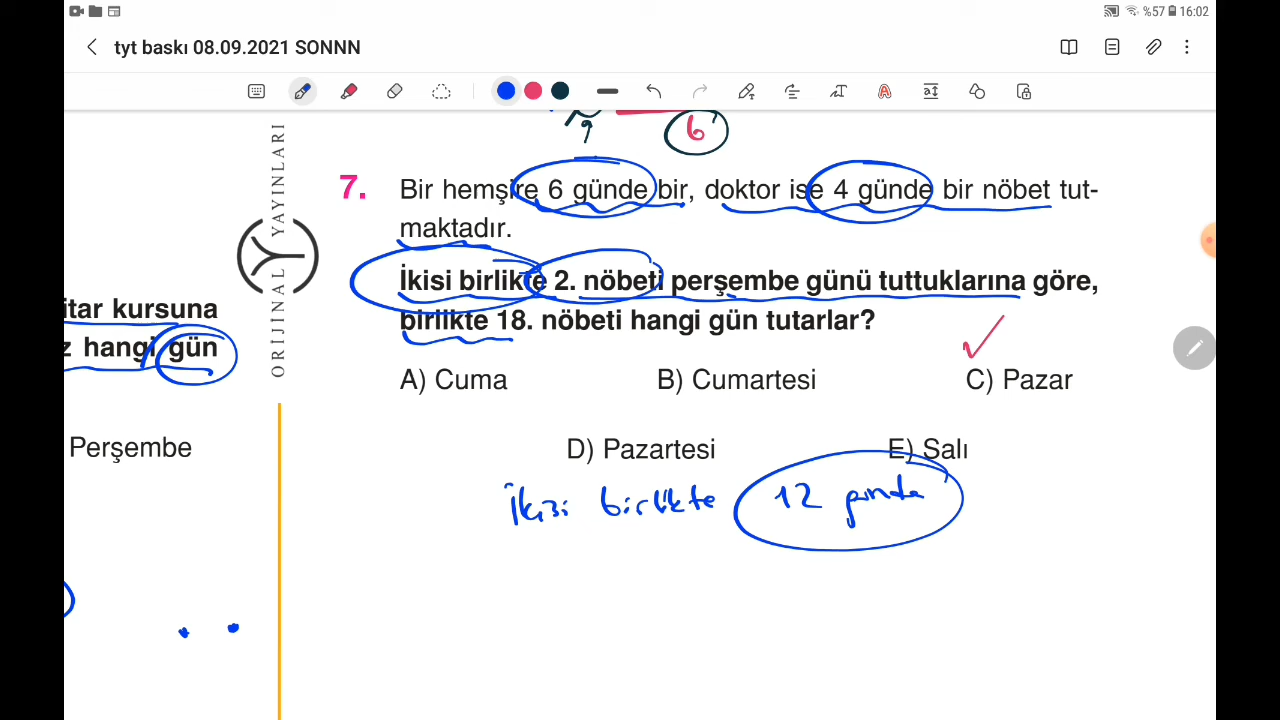 %57 16:02
tyt baskı 08.09.2021 SONNN
6
ORİJİNAL YAYINLARI
itar kursuna
z hangi gün
Perşembe
7. Bir hemşire 6 günde bir, doktor ise 4 günde bir nöbet tut-
maktadır.
İkisi birlikte 2. nöbeti perşembe günü tuttuklarına göre,
birlikte 18. nöbeti hangi gün tutarlar?
A) Cuma B) Cumartesi C) Pazar
D) Pazartesi E) Salı
İkisi birlikte 12 günde